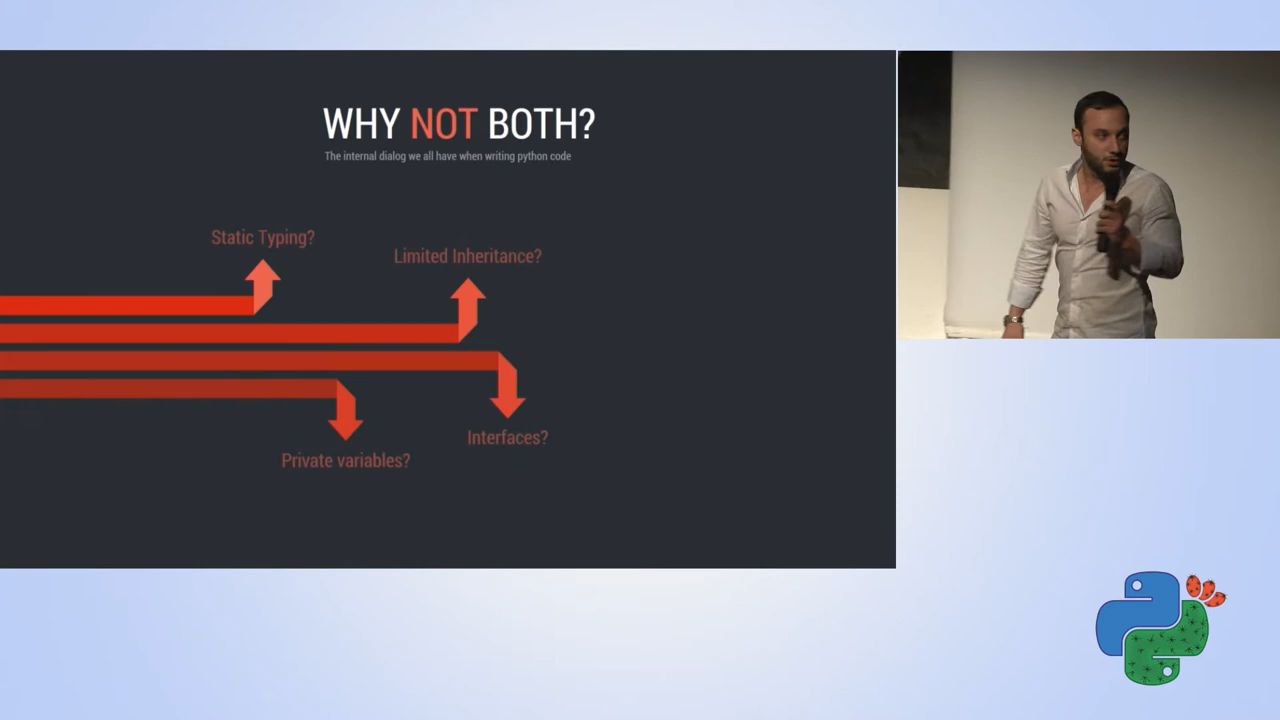 WHY NOT BOTH?
The internal dialog we all have when writing python code
Static Typing?
Limited Inheritance?
Interfaces?
Private variables?